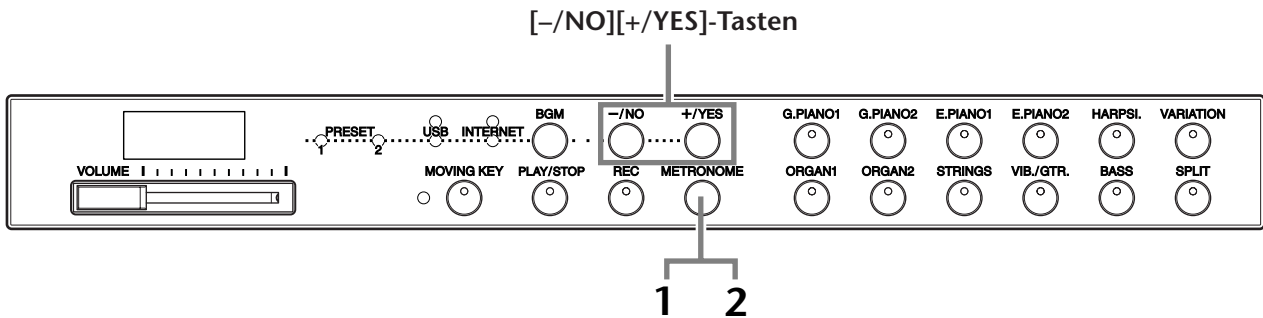 [–/NO][+/YES]-Tasten
BGM –/NO +/YES G.PIANO1 G.PIANO2 E.PIANO1 E.PIANO2 HARPSI. VARIATION
PRESET USB INTERNET
1 2
VOLUME MOVING KEY PLAY/STOP REC METRONOME ORGAN1 ORGAN2 STRINGS VIB./GTR. BASS SPLIT
1 2